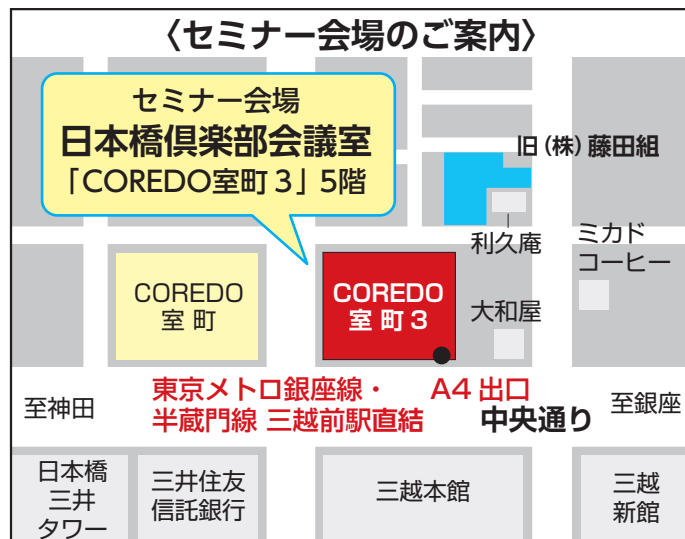 〈セミナー会場のご案内〉
セミナー会場
日本橋倶楽部会議室
「COREDO室町3」5階
旧(株)藤田組
利久庵
ミカド
コーヒー
COREDO
室町
COREDO
室町3
大和屋
東京メトロ銀座線・
半蔵門線 三越前駅直結
A4出口
至神田
中央通り
至銀座
日本橋
三井
タワー
三井住友
信託銀行
三越本館
三越
新館